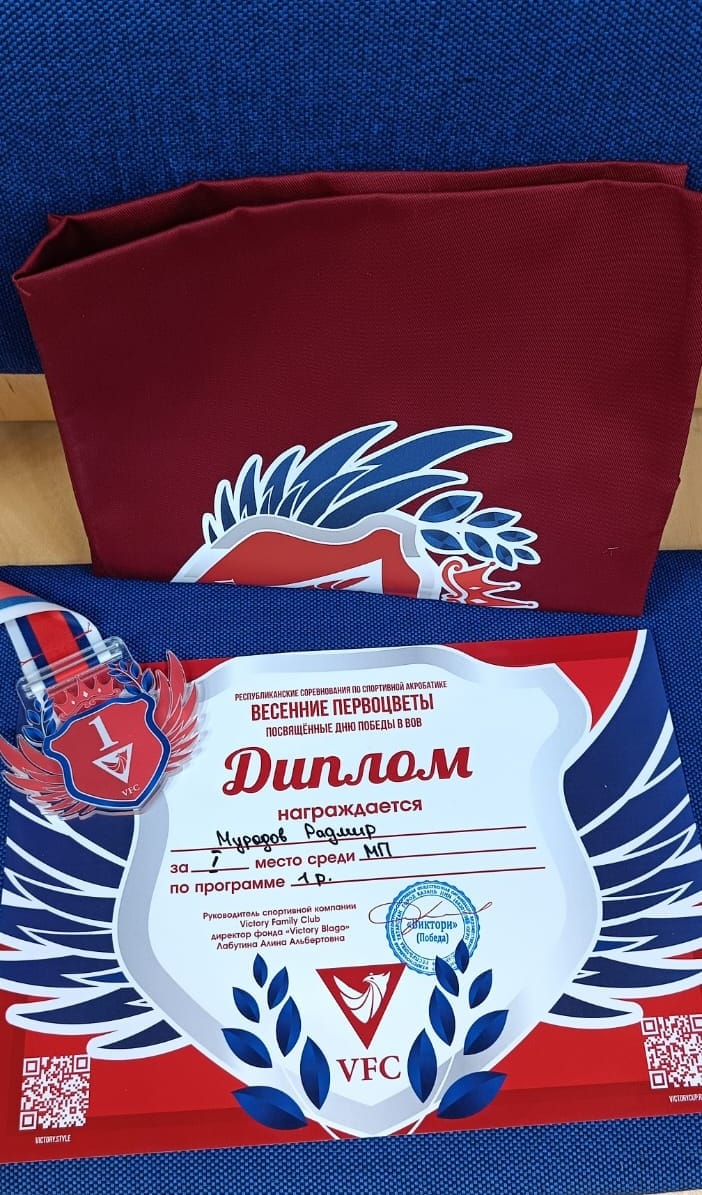 1
VFC
РЕСПУБЛИКАНСКИЕ СОРЕВНОВАНИЯ ПО СПОРТИВНОЙ АКРОБАТИКЕ
ВЕСЕННИЕ ПЕРВОЦВЕТЫ
ПОСВЯЩЁННЫЕ ДНЮ ПОБЕДЫ В ВОВ
Диплом
награждается
Муродов Радмир
за I место среди МП
по программе 1 р.
Руководитель спортивной компании
Victory Family Club
директор фонда «Victory Blago»
Лабутина Алина Альбертовна
«Виктори»
(Победа)
VFC
VICTORY.STYLE